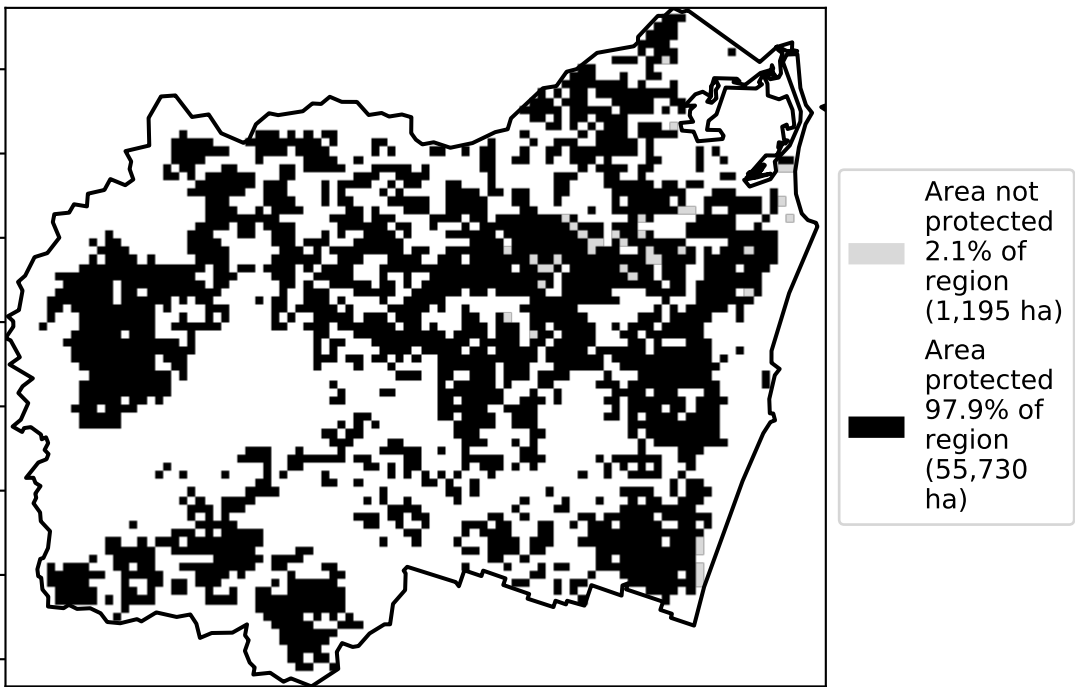 Area not
protected
2.1% of
region
(1,195 ha)
Area
protected
97.9% of
region
(55,730
ha)